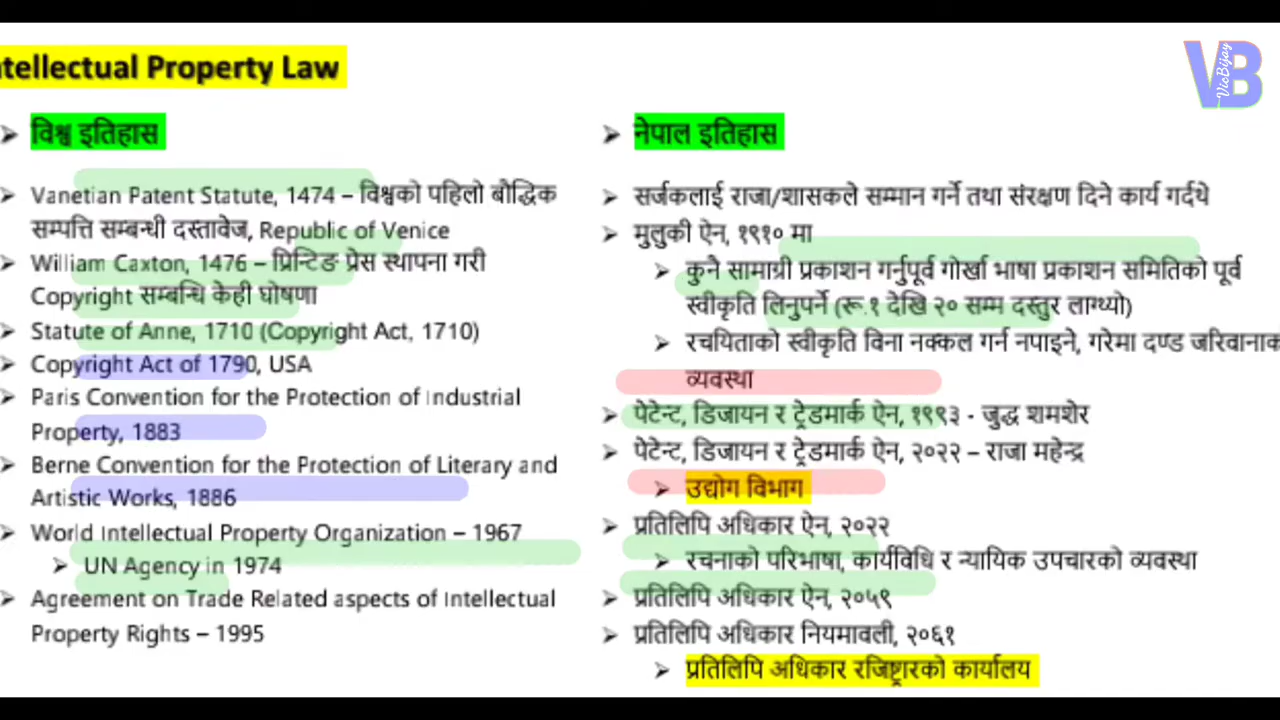 ntellectual Property Law
VB
VicBijay
➢ विश्व इतिहास
➢ Vanetian Patent Statute, 1474 – विश्वको पहिलो बौद्धिक
सम्पत्ति सम्बन्धी दस्तावेज, Republic of Venice
➢ William Caxton, 1476 – प्रिन्टिङ प्रेस स्थापना गरी
Copyright सम्बन्धि केही घोषणा
➢ Statute of Anne, 1710 (Copyright Act, 1710)
➢ Copyright Act of 1790, USA
➢ Paris Convention for the Protection of Industrial
Property, 1883
➢ Berne Convention for the Protection of Literary and
Artistic Works, 1886
➢ World Intellectual Property Organization – 1967
➢ UN Agency in 1974
➢ Agreement on Trade Related aspects of Intellectual
Property Rights – 1995
➢ नेपाल इतिहास
➢ सर्जकलाई राजा/शासकले सम्मान गर्ने तथा संरक्षण दिने कार्य गर्दथे
➢ मुलुकी ऐन, १९१० मा
➢ कुनै सामाग्री प्रकाशन गर्नुपूर्व गोर्खा भाषा प्रकाशन समितिको पूर्व
स्वीकृति लिनुपर्ने (रू.१ देखि २० सम्म दस्तुर लाग्थ्यो)
➢ रचयिताको स्वीकृति विना नक्कल गर्न नपाइने, गरेमा दण्ड जरिवानाक
व्यवस्था
➢ पेटेन्ट, डिजायन र ट्रेडमार्क ऐन, १९९३ - जुद्ध शमशेर
➢ पेटेन्ट, डिजायन र ट्रेडमार्क ऐन, २०२२ – राजा महेन्द्र
➢ उद्योग विभाग
➢ प्रतिलिपि अधिकार ऐन, २०२२
➢ रचनाको परिभाषा, कार्यविधि र न्यायिक उपचारको व्यवस्था
➢ प्रतिलिपि अधिकार ऐन, २०५९
➢ प्रतिलिपि अधिकार नियमावली, २०६१
➢ प्रतिलिपि अधिकार रजिष्ट्रारको कार्यालय